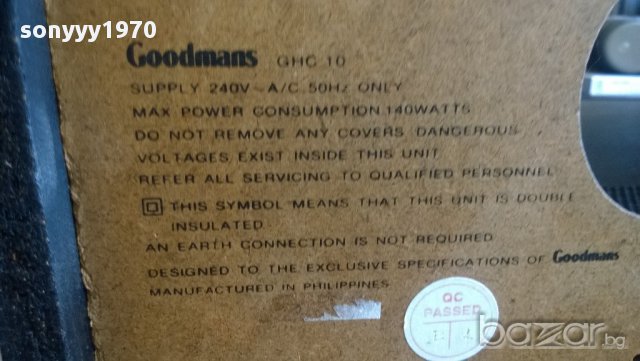 sonyyy1970
Goodmans GHC 10
SUPPLY 240V ~ A/C 50Hz ONLY
MAX POWER CONSUMPTION 140WATTS
DO NOT REMOVE ANY COVERS DANGEROUS
VOLTAGES EXIST INSIDE THIS UNIT
REFER ALL SERVICING TO QUALIFIED PERSONNEL
THIS SYMBOL MEANS THAT THIS UNIT IS DOUBLE
INSULATED
AN EARTH CONNECTION IS NOT REQUIRED
DESIGNED TO THE EXCLUSIVE SPECIFICATIONS OF Goodmans
MANUFACTURED IN PHILIPPINES
QC
PASSED
bazar.bg